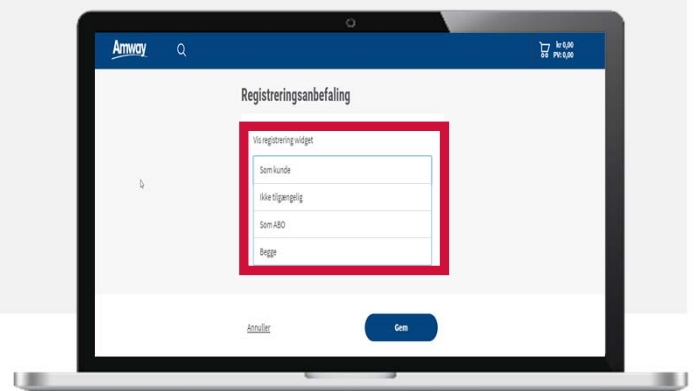 Amway
kr 0,00
PV: 0,00
Registreringsanbefaling
Vis registrering widget
Som kunde
Ikke tilgængelig
Som ABO
Begge
Annuller
Gem